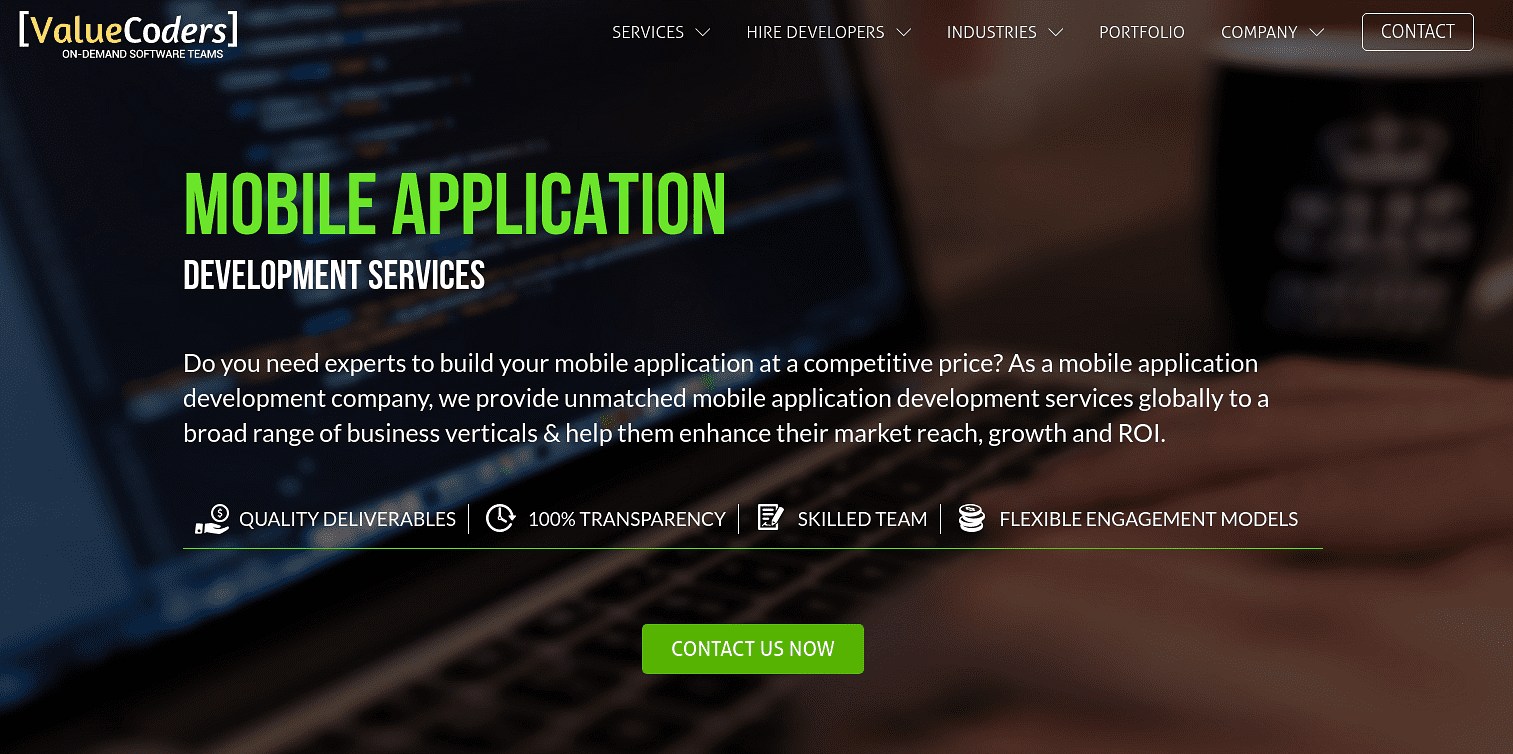 [ValueCoders]
ON-DEMAND SOFTWARE TEAMS
SERVICES HIRE DEVELOPERS INDUSTRIES PORTFOLIO COMPANY CONTACT
MOBILE APPLICATION
DEVELOPMENT SERVICES
Do you need experts to build your mobile application at a competitive price? As a mobile application
development company, we provide unmatched mobile application development services globally to a
broad range of business verticals & help them enhance their market reach, growth and ROI.
QUALITY DELIVERABLES 100% TRANSPARENCY SKILLED TEAM FLEXIBLE ENGAGEMENT MODELS
CONTACT US NOW